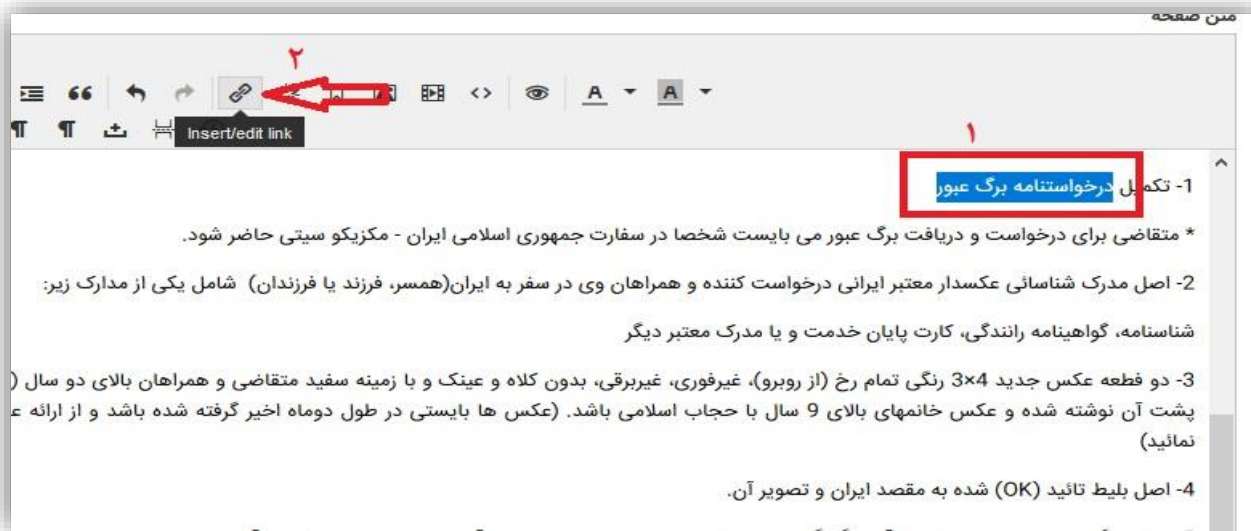 متن صفحه
۲
Insert/edit link
۱
1- تکمیل درخواستنامه برگ عبور
* متقاضی برای درخواست و دریافت برگ عبور می بایست شخصا در سفارت جمهوری اسلامی ایران - مکزیکو سیتی حاضر شود.
2- اصل مدرک شناسائی عکسدار معتبر ایرانی درخواست کننده و همراهان وی در سفر به ایران(همسر، فرزند یا فرزندان) شامل یکی از مدارک زیر:
شناسنامه، گواهینامه رانندگی، کارت پایان خدمت و یا مدرک معتبر دیگر
3- دو قطعه عکس جدید 4×3 رنگی تمام رخ (از روبرو)، غیرفوری، غیربرقی، بدون کلاه و عینک و با زمینه سفید متقاضی و همراهان بالای دو سال (
پشت آن نوشته شده و عکس خانمهای بالای 9 سال با حجاب اسلامی باشد. (عکس ها بایستی در طول دوماه اخیر گرفته شده باشد و از ارائه
نمائید)
4- اصل بلیط تائید (OK) شده به مقصد ایران و تصویر آن.